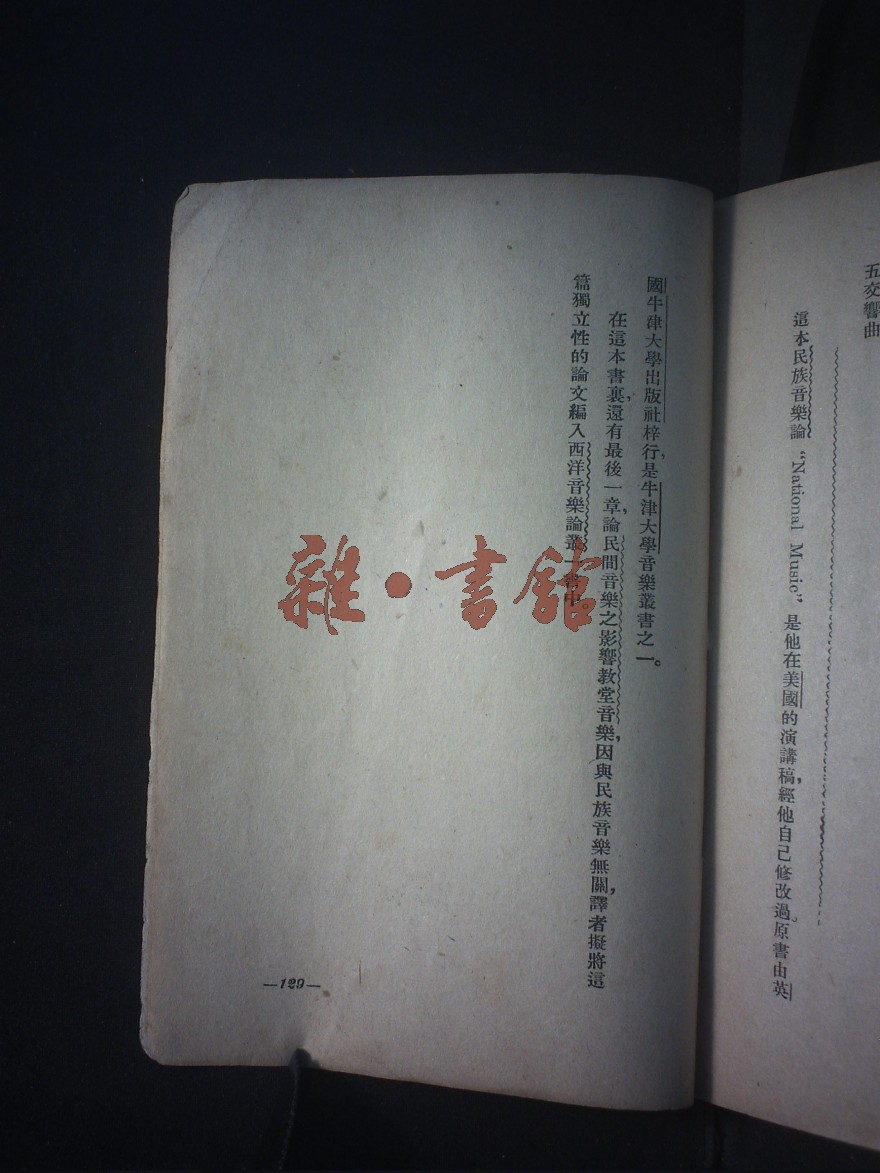 五交響曲
這本民族音樂論 “National Music” 是他在美國的演講稿,經他自己修改過。原書由英
國牛津大學出版社梓行,是牛津大學音樂叢書之一。
在這本書裏,還有最後一章,論民間音樂之影響教堂音樂,因與民族音樂無關,譯者擬將這
篇獨立性的論文編入西洋音樂論叢一書中
雜·書館
—129—